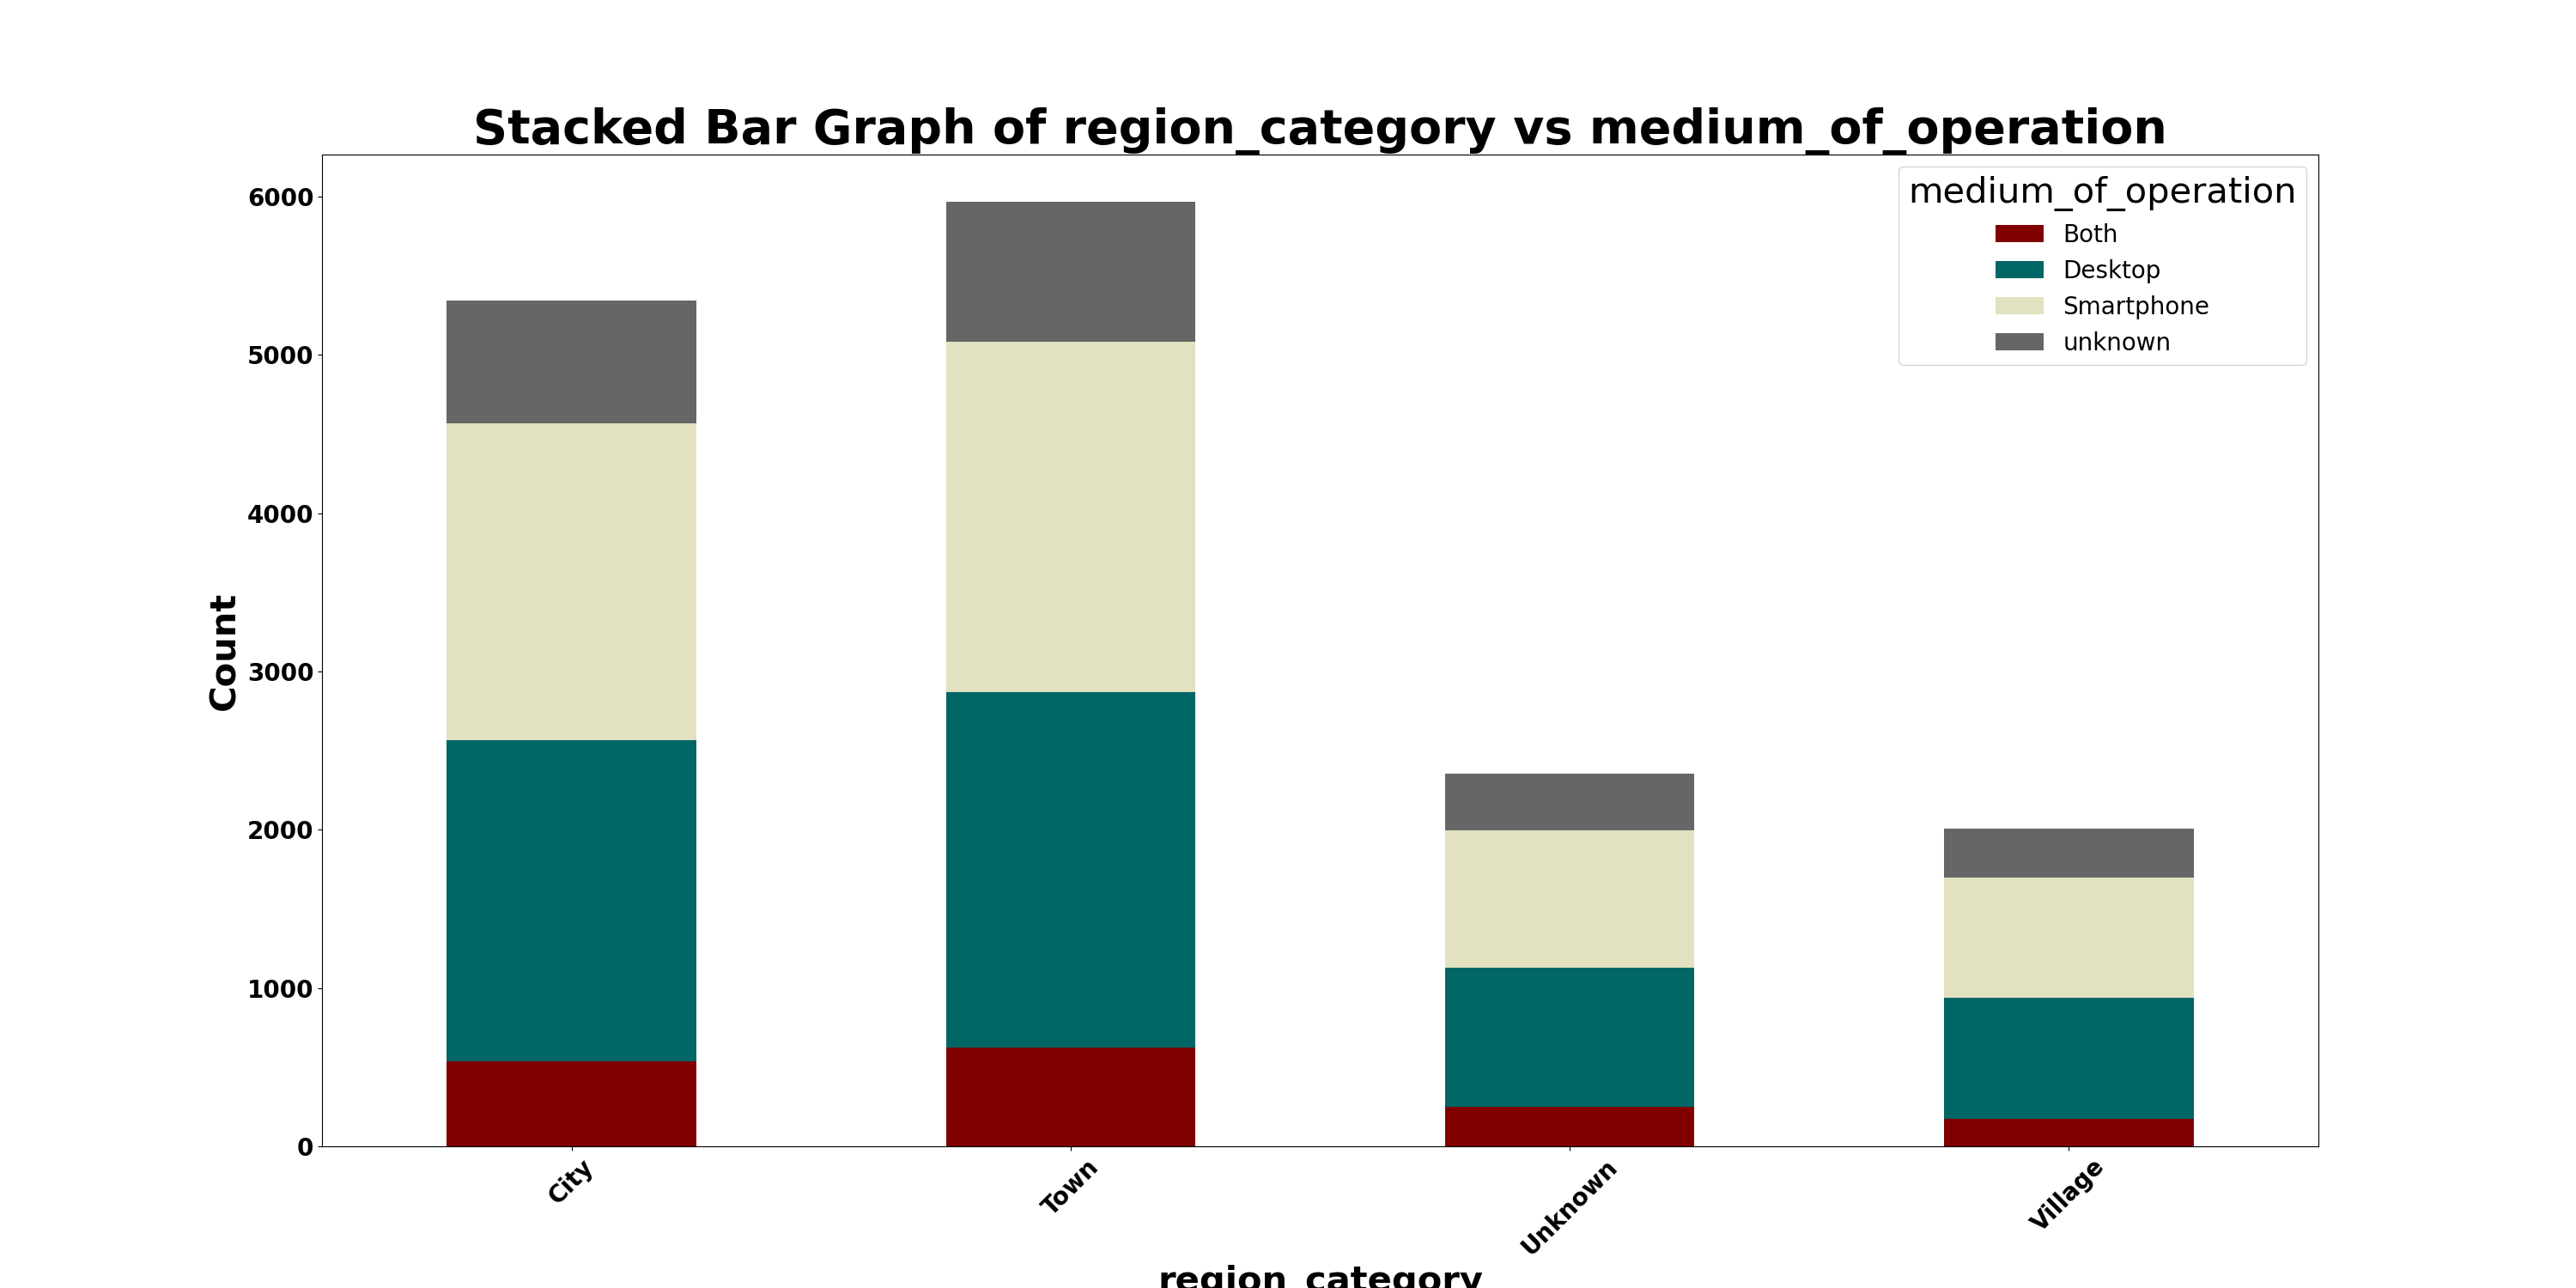 Stacked Bar Graph of region_category vs medium_of_operation
medium_of_operation
Both
Desktop
Smartphone
unknown
6000
5000
4000
3000
2000
1000
0
Count
City
Town
Unknown
Village
region_category